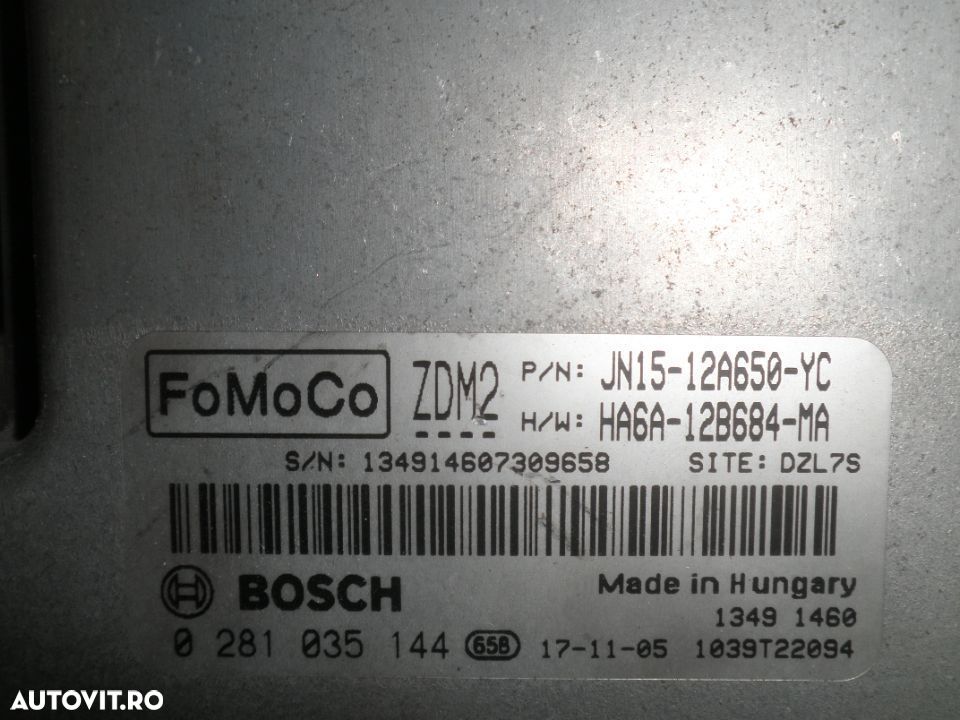 FoMoCo ZDM2 P/N: JN15-12A650-YC
H/W: HA6A-12B684-MA
S/N: 134914607309658 SITE: DZL7S
BOSCH Made in Hungary
1349 1460
0 281 035 144 658 17-11-05 1039T22094
AUTOVIT.RO